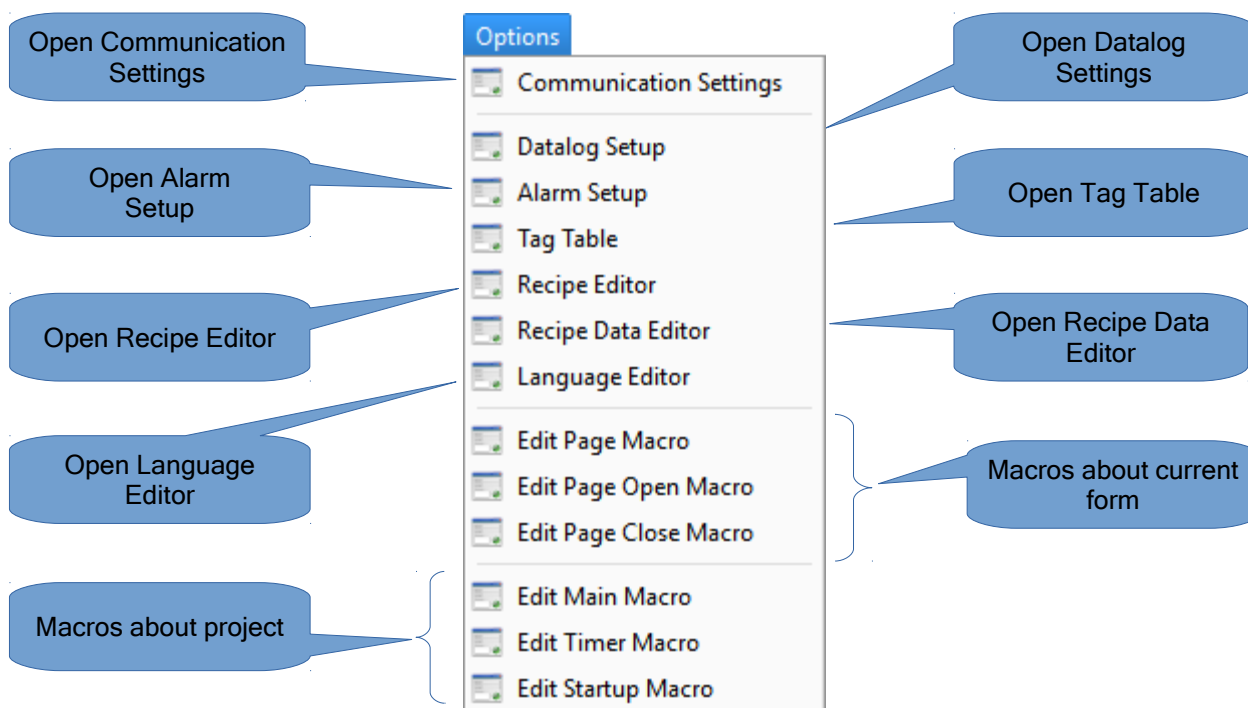 Open Communication
Settings
Options
Open Datalog
Settings
Communication Settings
Datalog Setup
Open Alarm
Setup
Alarm Setup
Open Tag Table
Tag Table
Recipe Editor
Open Recipe Editor
Recipe Data Editor
Open Recipe Data
Editor
Language Editor
Open Language
Editor
Edit Page Macro
Edit Page Open Macro
Edit Page Close Macro
Macros about current
form
Edit Main Macro
Macros about project
Edit Timer Macro
Edit Startup Macro